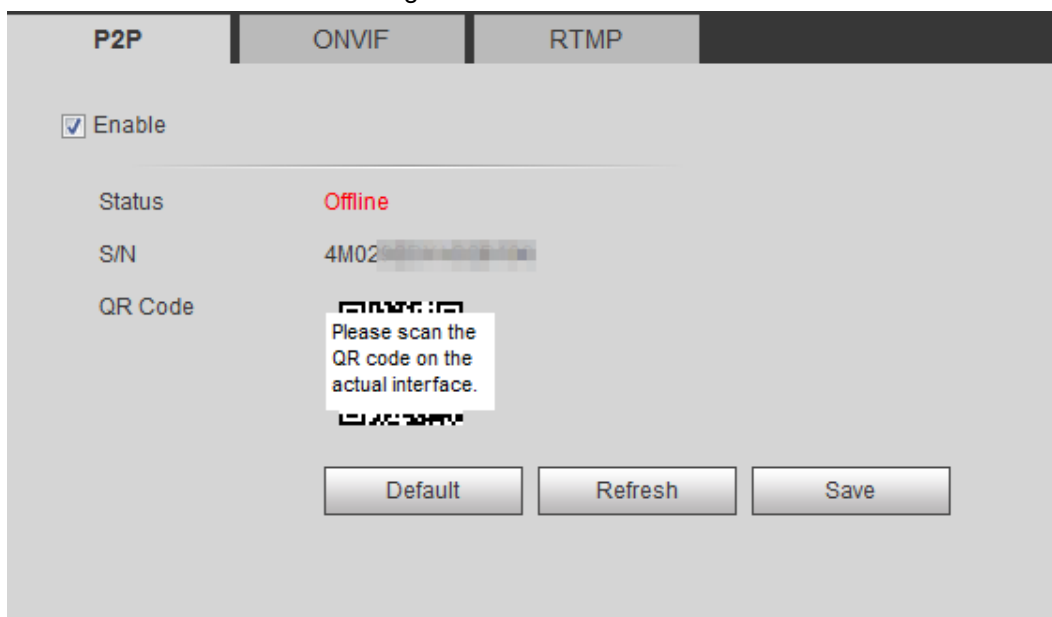 P2P ONVIF RTMP
Enable
Status Offline
S/N 4M02
QR Code
Please scan the
QR code on the
actual interface.
Default Refresh Save